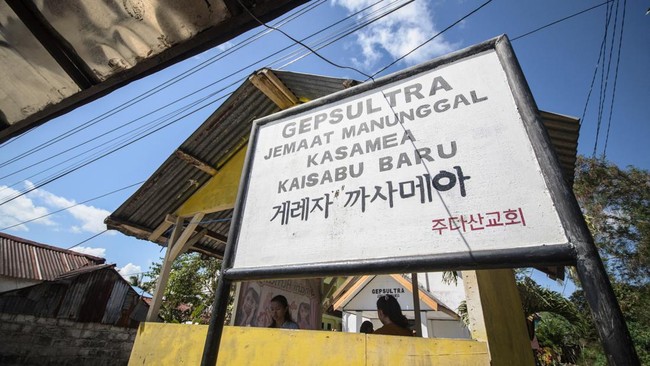 GEPSULTRA
JEMAAT MANUNGGAL
KASAMEA
KAISABU BARU
게레자 까사메아
주다산교회
GEPSULTRA